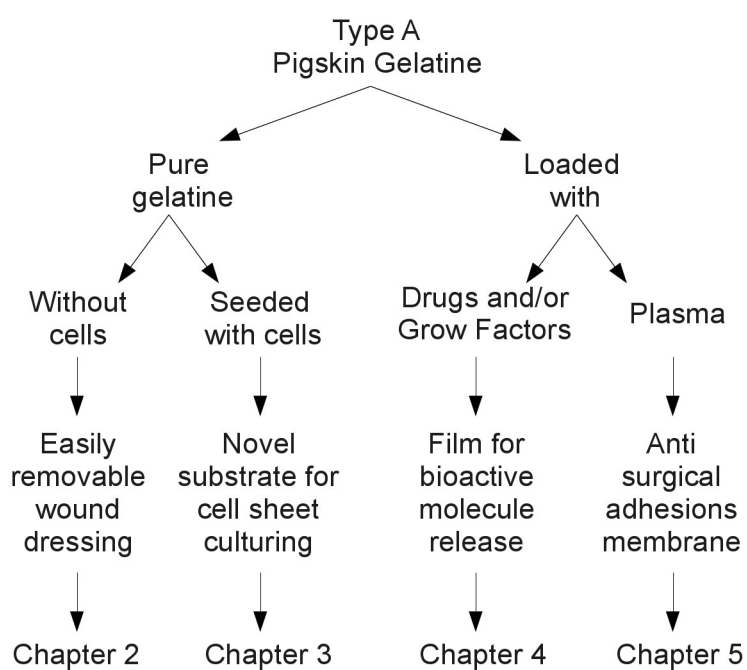 Type A
Pigskin Gelatine
Pure
gelatine
Loaded
with
Without
cells
Seeded
with cells
Drugs and/or
Grow Factors
Plasma
Easily
removable
wound
dressing
Novel
substrate for
cell sheet
culturing
Film for
bioactive
molecule
release
Anti
surgical
adhesions
membrane
Chapter 2
Chapter 3
Chapter 4
Chapter 5